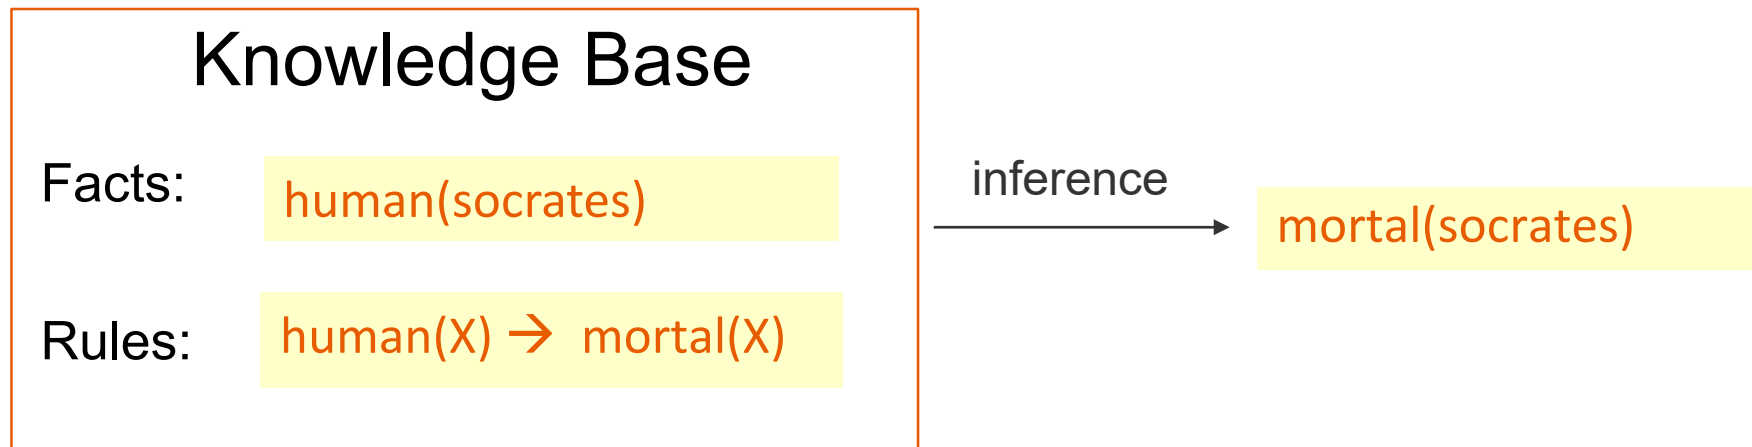 Knowledge Base
Facts:
human(socrates)
inference
mortal(socrates)
Rules:
human(X) → mortal(X)